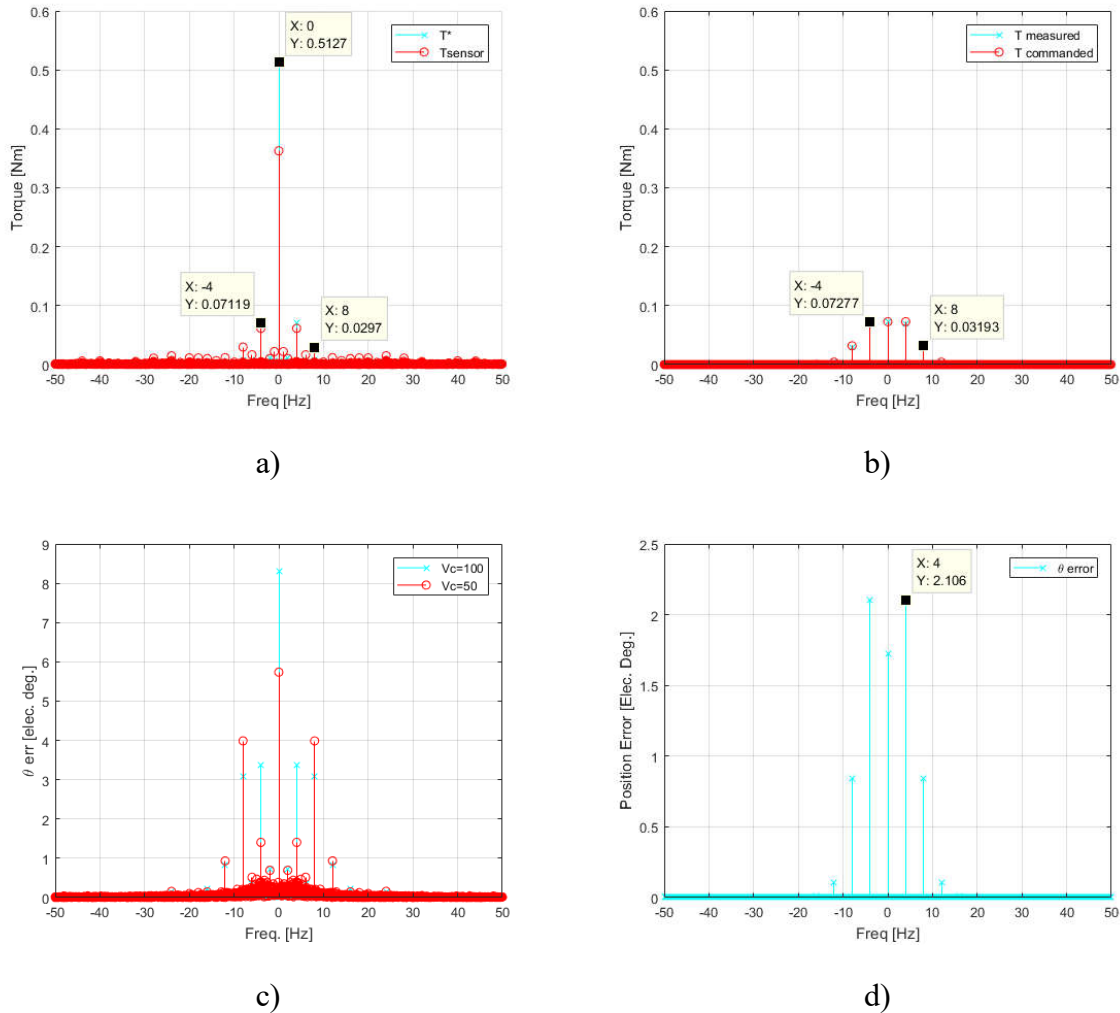 0.6
0.5
0.4
0.3
0.2
0.1
0
Torque [Nm]
-50 -40 -30 -20 -10 0 10 20 30 40 50
Freq [Hz]
X: 0
Y: 0.5127
X: -4
Y: 0.07119
X: 8
Y: 0.0297
T*
Tsensor
a)
0.6
0.5
0.4
0.3
0.2
0.1
0
Torque [Nm]
-50 -40 -30 -20 -10 0 10 20 30 40 50
Freq [Hz]
X: -4
Y: 0.07277
X: 8
Y: 0.03193
T measured
T commanded
b)
9
8
7
6
5
4
3
2
1
0
θ err [elec. deg.]
-50 -40 -30 -20 -10 0 10 20 30 40 50
Freq. [Hz]
Vc=100
Vc=50
c)
2.5
2
1.5
1
0.5
0
Position Error [Elec. Deg.]
-50 -40 -30 -20 -10 0 10 20 30 40 50
Freq [Hz]
X: 4
Y: 2.106
θ error
d)